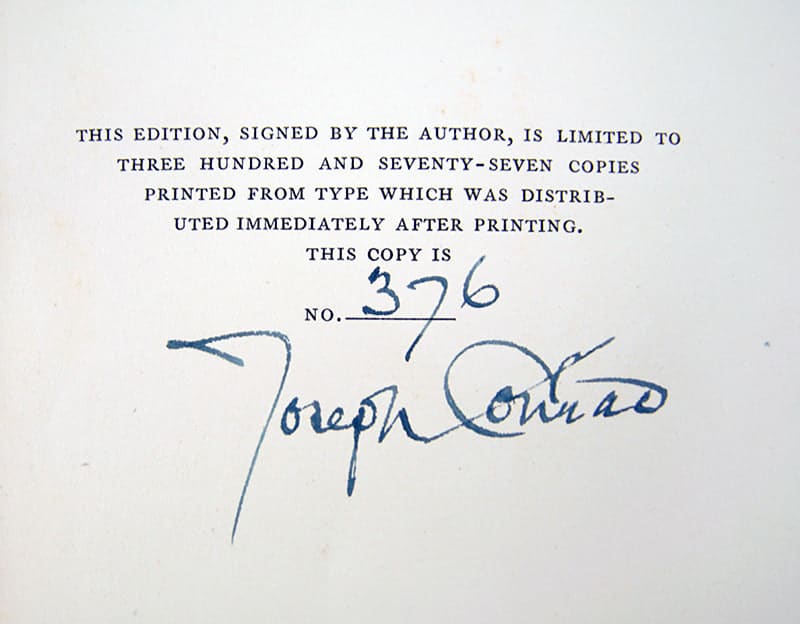 THIS EDITION, SIGNED BY THE AUTHOR, IS LIMITED TO
THREE HUNDRED AND SEVENTY-SEVEN COPIES
PRINTED FROM TYPE WHICH WAS DISTRIB-
UTED IMMEDIATELY AFTER PRINTING.
THIS COPY IS
NO. 376
Joseph Conrad